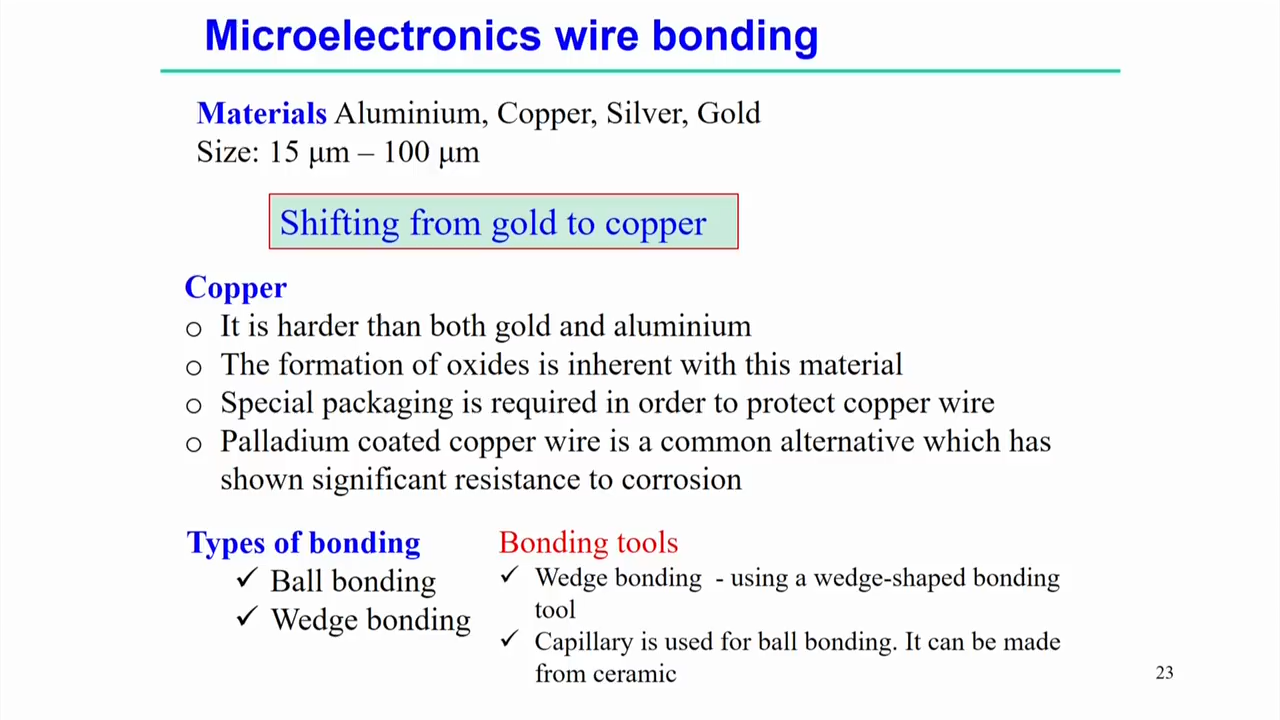 Microelectronics wire bonding
Materials Aluminium, Copper, Silver, Gold
Size: 15 μm – 100 μm
Shifting from gold to copper
Copper
o It is harder than both gold and aluminium
o The formation of oxides is inherent with this material
o Special packaging is required in order to protect copper wire
o Palladium coated copper wire is a common alternative which has
shown significant resistance to corrosion
Types of bonding
✓ Ball bonding
✓ Wedge bonding
Bonding tools
✓ Wedge bonding - using a wedge-shaped bonding
tool
✓ Capillary is used for ball bonding. It can be made
from ceramic
23